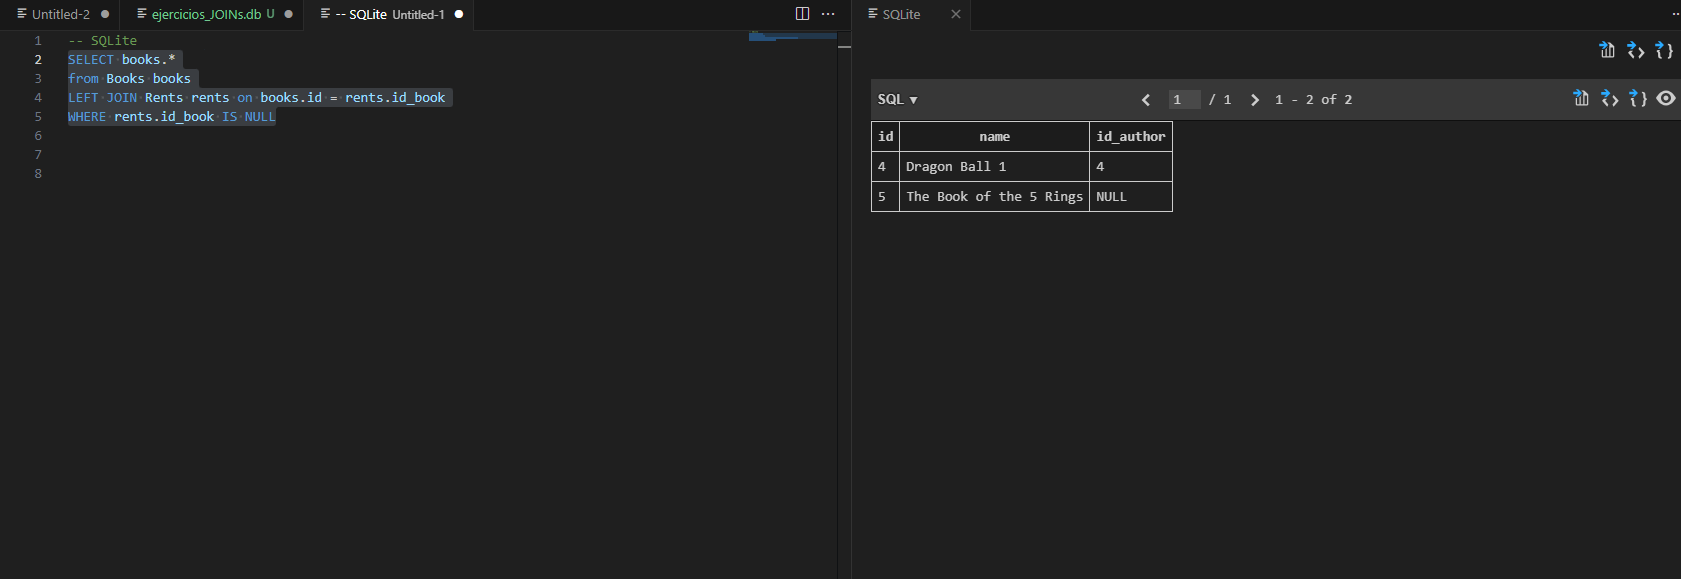 Untitled-2 ejercicios_JOINs.db U -- SQLite Untitled-1 SQLite
1 -- SQLite
2 SELECT books.*
3 from Books books
4 LEFT JOIN Rents rents on books.id = rents.id_book
5 WHERE rents.id_book IS NULL
6
7
8
SQL 1 / 1 1 - 2 of 2
id name id_author
4 Dragon Ball 1 4
5 The Book of the 5 Rings NULL